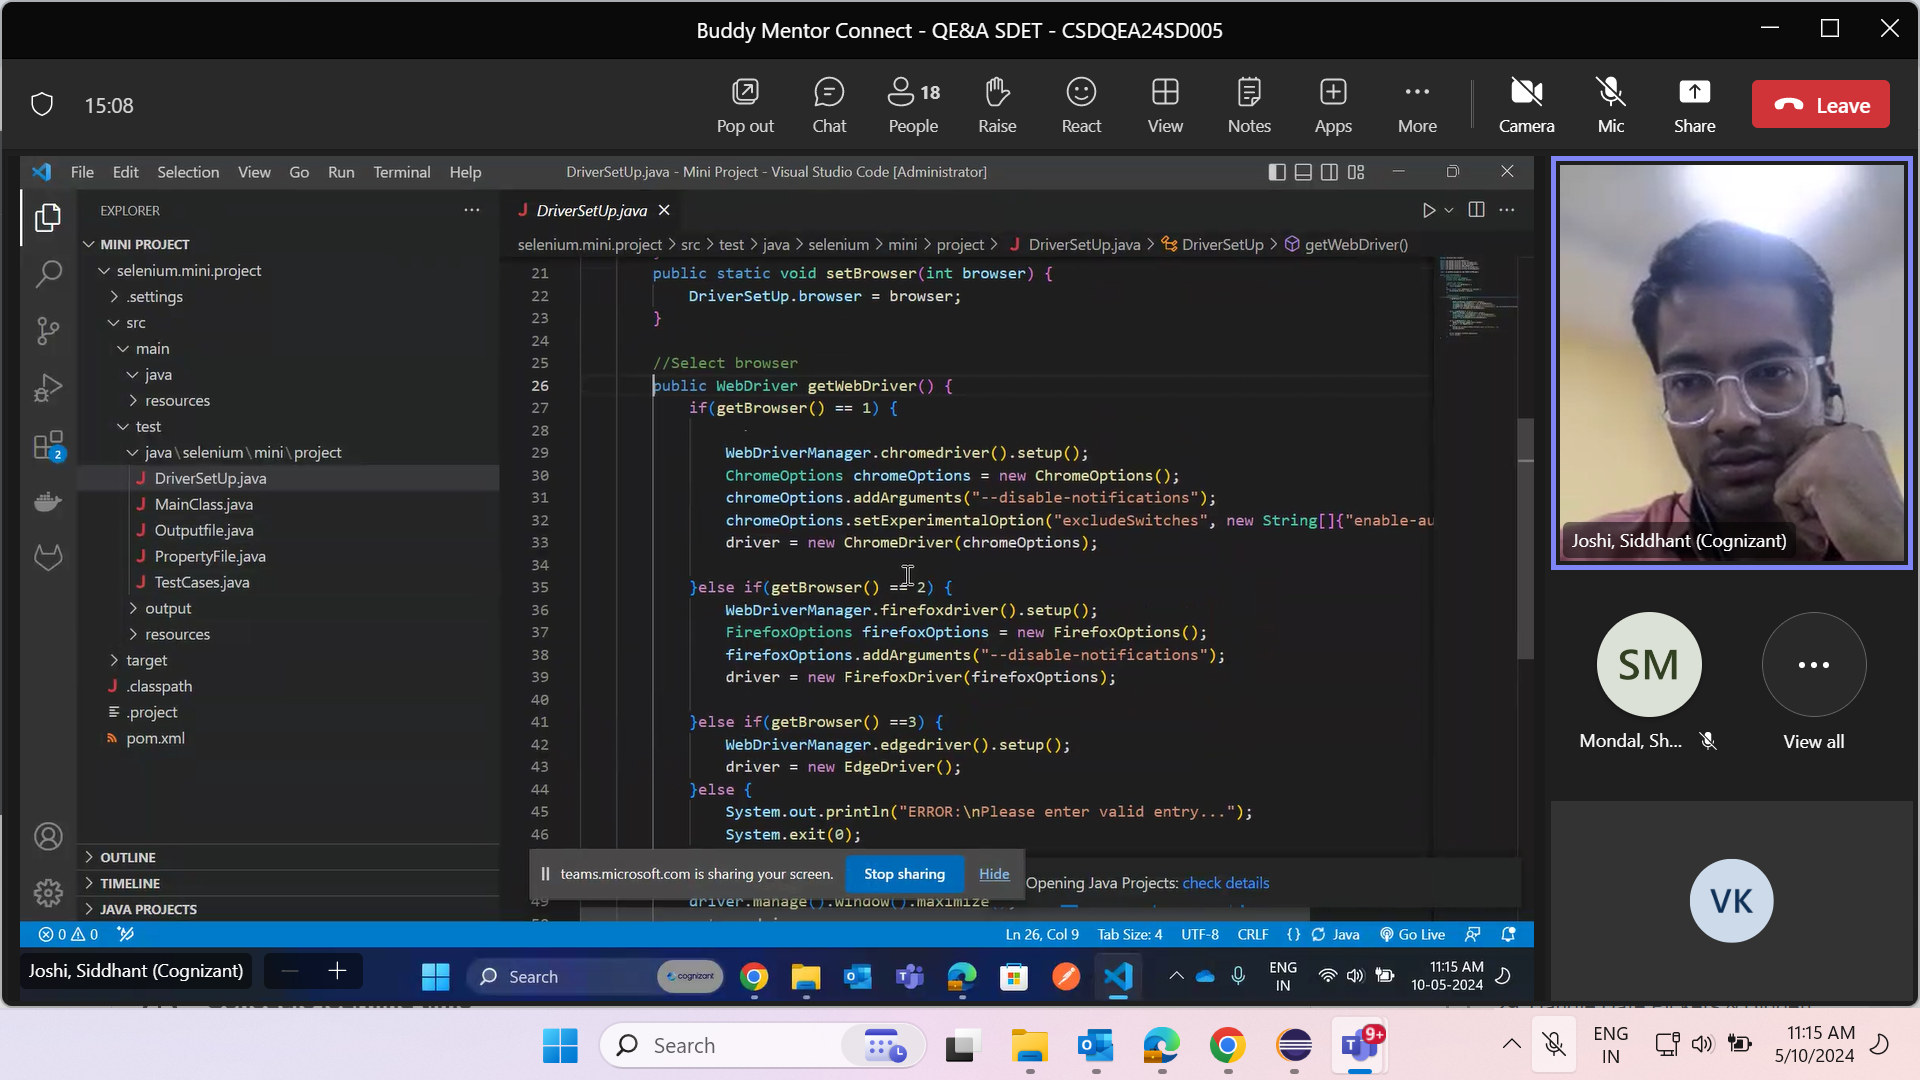 Buddy Mentor Connect - QE&A SDET - CSDQEA24SD005
15:08
Pop out
Chat
18
People
Raise
React
View
Notes
Apps
More
Camera
Mic
Share
Leave
File Edit Selection View Go Run Terminal Help
DriverSetUp.java - Mini Project - Visual Studio Code [Administrator]
EXPLORER
MINI PROJECT
selenium.mini.project
.settings
src
main
java
resources
test
java\selenium\mini\project
DriverSetUp.java
MainClass.java
Outputfile.java
PropertyFile.java
TestCases.java
output
resources
target
.classpath
.project
pom.xml
OUTLINE
TIMELINE
JAVA PROJECTS
2
DriverSetUp.java
selenium.mini.project > src > test > java > selenium > mini > project > DriverSetUp.java > DriverSetUp > getWebDriver()
21 public static void setBrowser(int browser) {
22 DriverSetUp.browser = browser;
23 }
24
25 //Select browser
26 public WebDriver getWebDriver() {
27 if(getBrowser() == 1) {
28
29 WebDriverManager.chromedriver().setup();
30 ChromeOptions chromeOptions = new ChromeOptions();
31 chromeOptions.addArguments("--disable-notifications");
32 chromeOptions.setExperimentalOption("excludeSwitches", new String[]{"enable-au
33 driver = new ChromeDriver(chromeOptions);
34
35 }else if(getBrowser() == 2) {
36 WebDriverManager.firefoxdriver().setup();
37 FirefoxOptions firefoxOptions = new FirefoxOptions();
38 firefoxOptions.addArguments("--disable-notifications");
39 driver = new FirefoxDriver(firefoxOptions);
40
41 }else if(getBrowser() ==3) {
42 WebDriverManager.edgedriver().setup();
43 driver = new EdgeDriver();
44 }else {
45 System.out.println("ERROR:\nPlease enter valid entry...");
46 System.exit(0);
49 driver.manage().window().maximize
teams.microsoft.com is sharing your screen.
Stop sharing
Hide
Opening Java Projects: check details
0 0
Ln 26, Col 9 Tab Size: 4 UTF-8 CRLF {} Java Go Live
Joshi, Siddhant (Cognizant)
Search
cognizant
ENG
IN
11:15 AM
10-05-2024
Joshi, Siddhant (Cognizant)
SM
Mondal, Sh...
View all
VK
Search
9+
ENG
IN
11:15 AM
5/10/2024